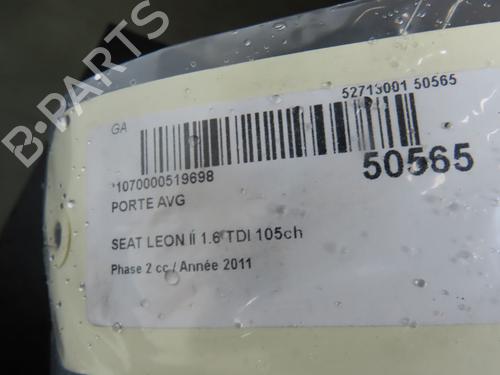 B-PARTS
GA
52713001 50565
*1070000519698
50565
PORTE AVG
SEAT LEON II 1.6 TDI 105ch
Phase 2 cc / Année 2011